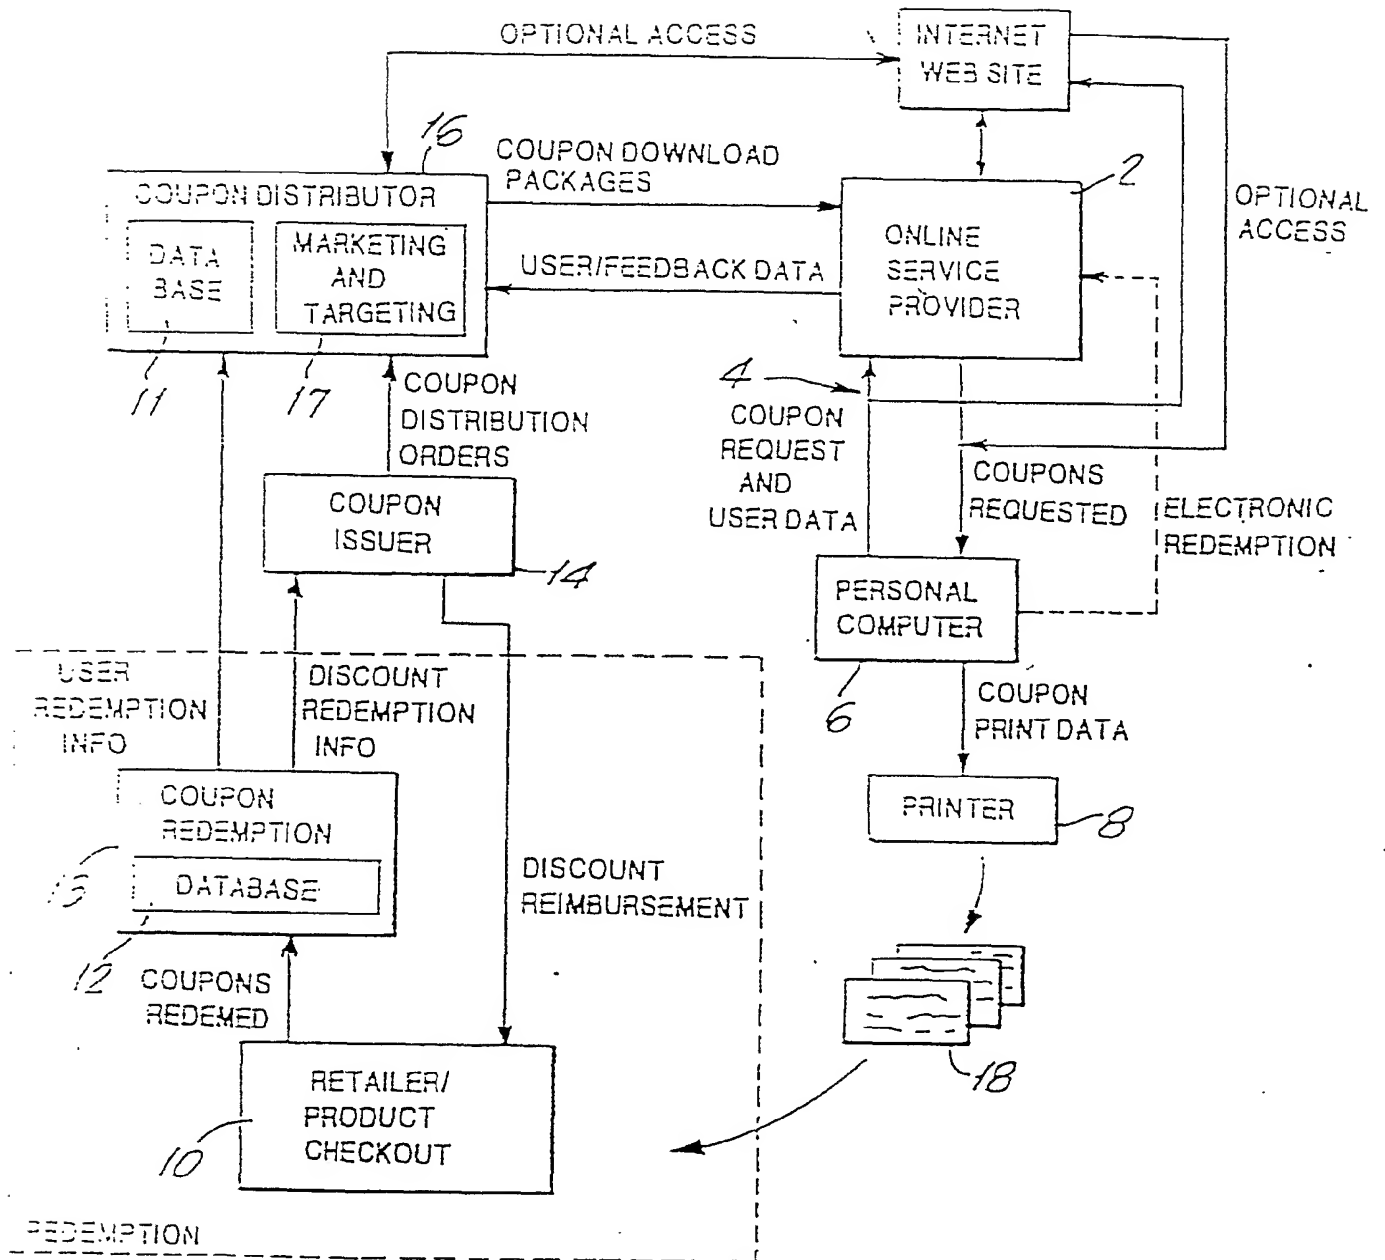 OPTIONAL ACCESS
INTERNET
WEB SITE
16
COUPON DOWNLOAD
PACKAGES
2
OPTIONAL
ACCESS
COUPON DISTRIBUTOR
DATA
BASE
MARKETING
AND
TARGETING
USER/FEEDBACK DATA
ONLINE
SERVICE
PROVIDER
11
17
COUPON
DISTRIBUTION
ORDERS
4
COUPON
REQUEST
AND
USER DATA
COUPONS
REQUESTED
ELECTRONIC
REDEMPTION
COUPON
ISSUER
14
PERSONAL
COMPUTER
6
USER
REDEMPTION
INFO
DISCOUNT
REDEMPTION
INFO
COUPON
PRINT DATA
PRINTER
8
COUPON
REDEMPTION
DATABASE
12
DISCOUNT
REIMBURSEMENT
COUPONS
REDEMED
18
RETAILER/
PRODUCT
CHECKOUT
10
REDEMPTION